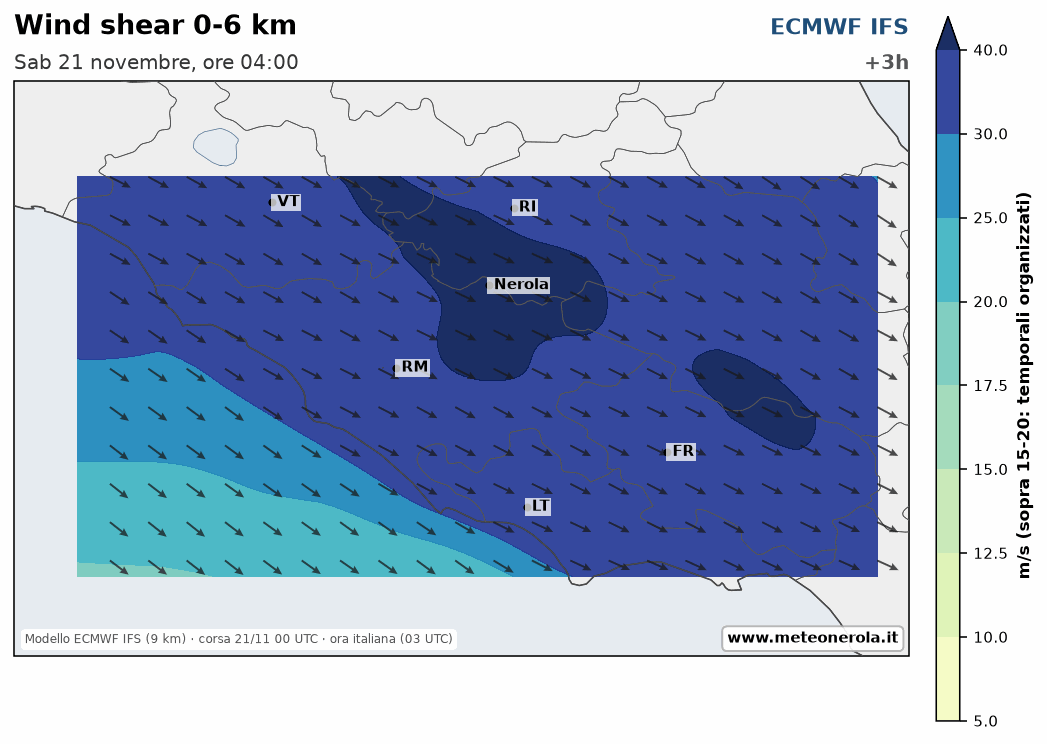 Wind shear 0-6 km
ECMWF IFS
Sab 21 novembre, ore 04:00
+3h
VT
RI
Nerola
RM
FR
LT
40.0
30.0
25.0
20.0
17.5
15.0
12.5
10.0
5.0
m/s (sopra 15-20: temporali organizzati)
Modello ECMWF IFS (9 km) · corsa 21/11 00 UTC · ora italiana (03 UTC)
www.meteonerola.it